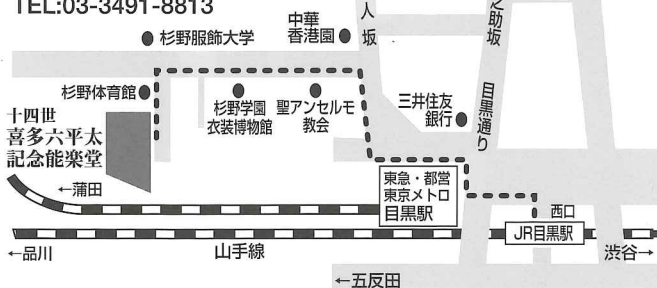 TEL:03-3491-8813
人坂
之助坂
中華
香港園
杉野服飾大学
目黒通り
杉野体育館
杉野学園
衣装博物館
聖アンセルモ
教会
三井住友
銀行
十四世
喜多六平太
記念能楽堂
←蒲田
東急・都営
東京メトロ
目黒駅
西口
JR目黒駅
←品川
山手線
渋谷→
←五反田